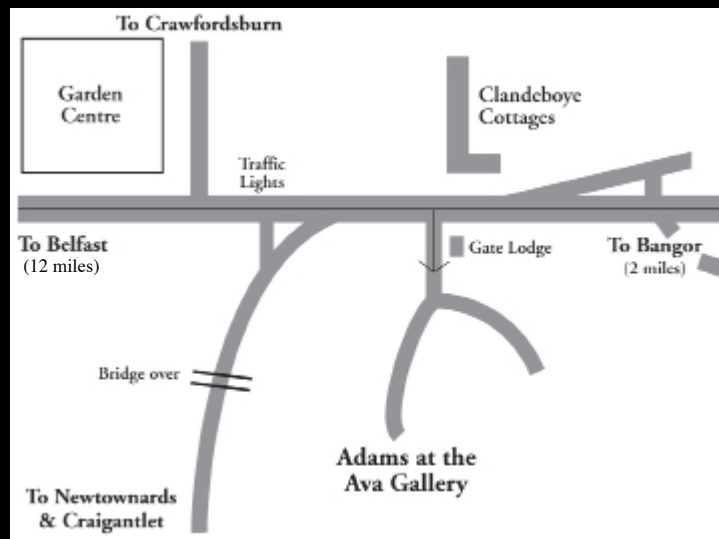 To Crawfordsburn
Garden
Centre
Clandeboye
Cottages
Traffic
Lights
To Belfast
(12 miles)
Gate Lodge
To Bangor
(2 miles)
Bridge over
Adams at the
Ava Gallery
To Newtownards
& Craigantlet